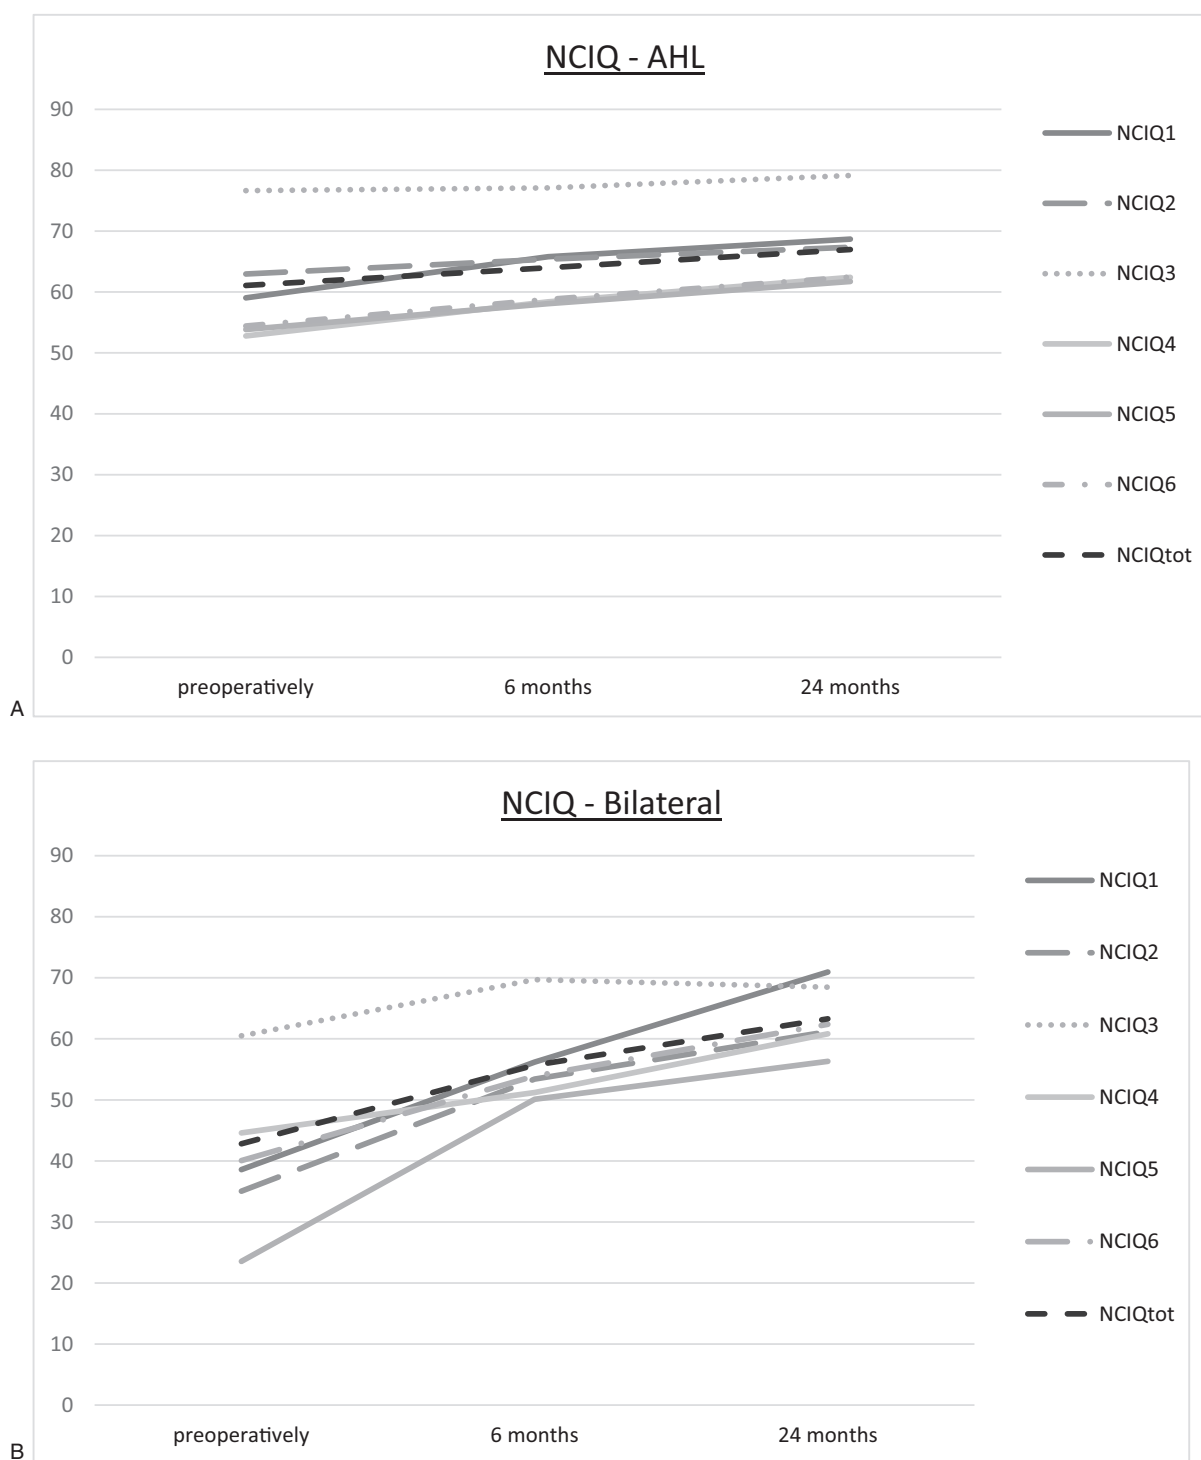 NCIQ - AHL
90
80
70
60
50
40
30
20
10
0
preoperatively 6 months 24 months
NCIQ1
NCIQ2
NCIQ3
NCIQ4
NCIQ5
NCIQ6
NCIQtot
A
NCIQ - Bilateral
90
80
70
60
50
40
30
20
10
0
preoperatively 6 months 24 months
NCIQ1
NCIQ2
NCIQ3
NCIQ4
NCIQ5
NCIQ6
NCIQtot
B